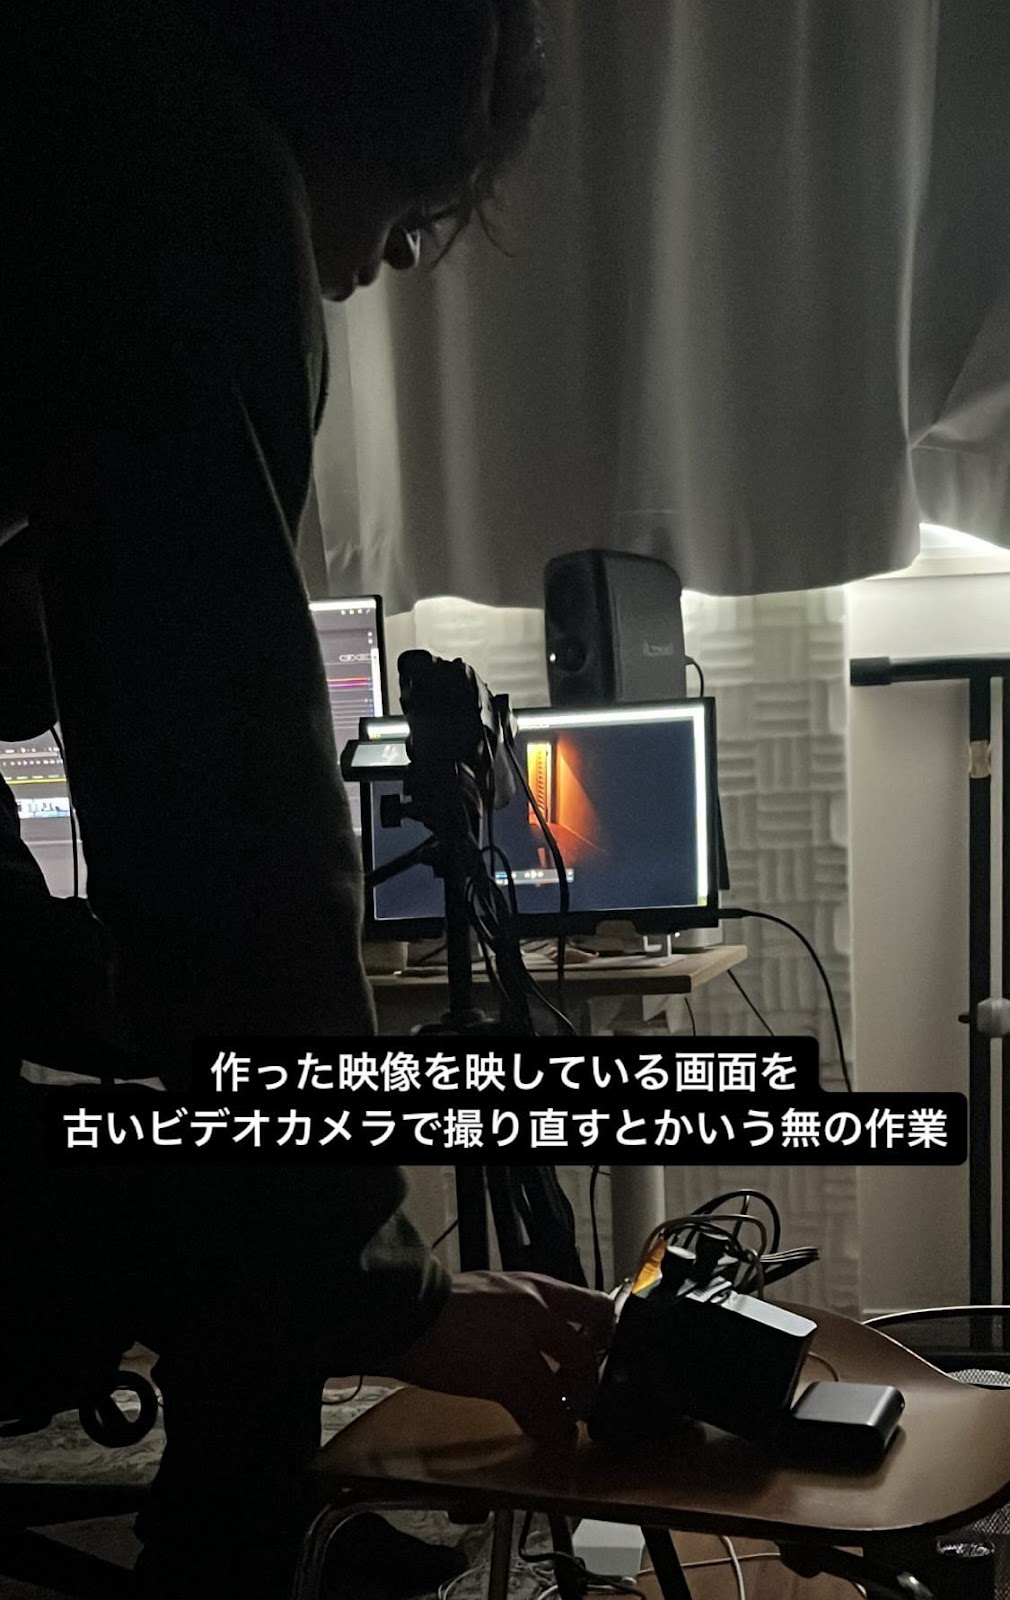 作った映像を映している画面を
古いビデオカメラで撮り直すとかいう無の作業